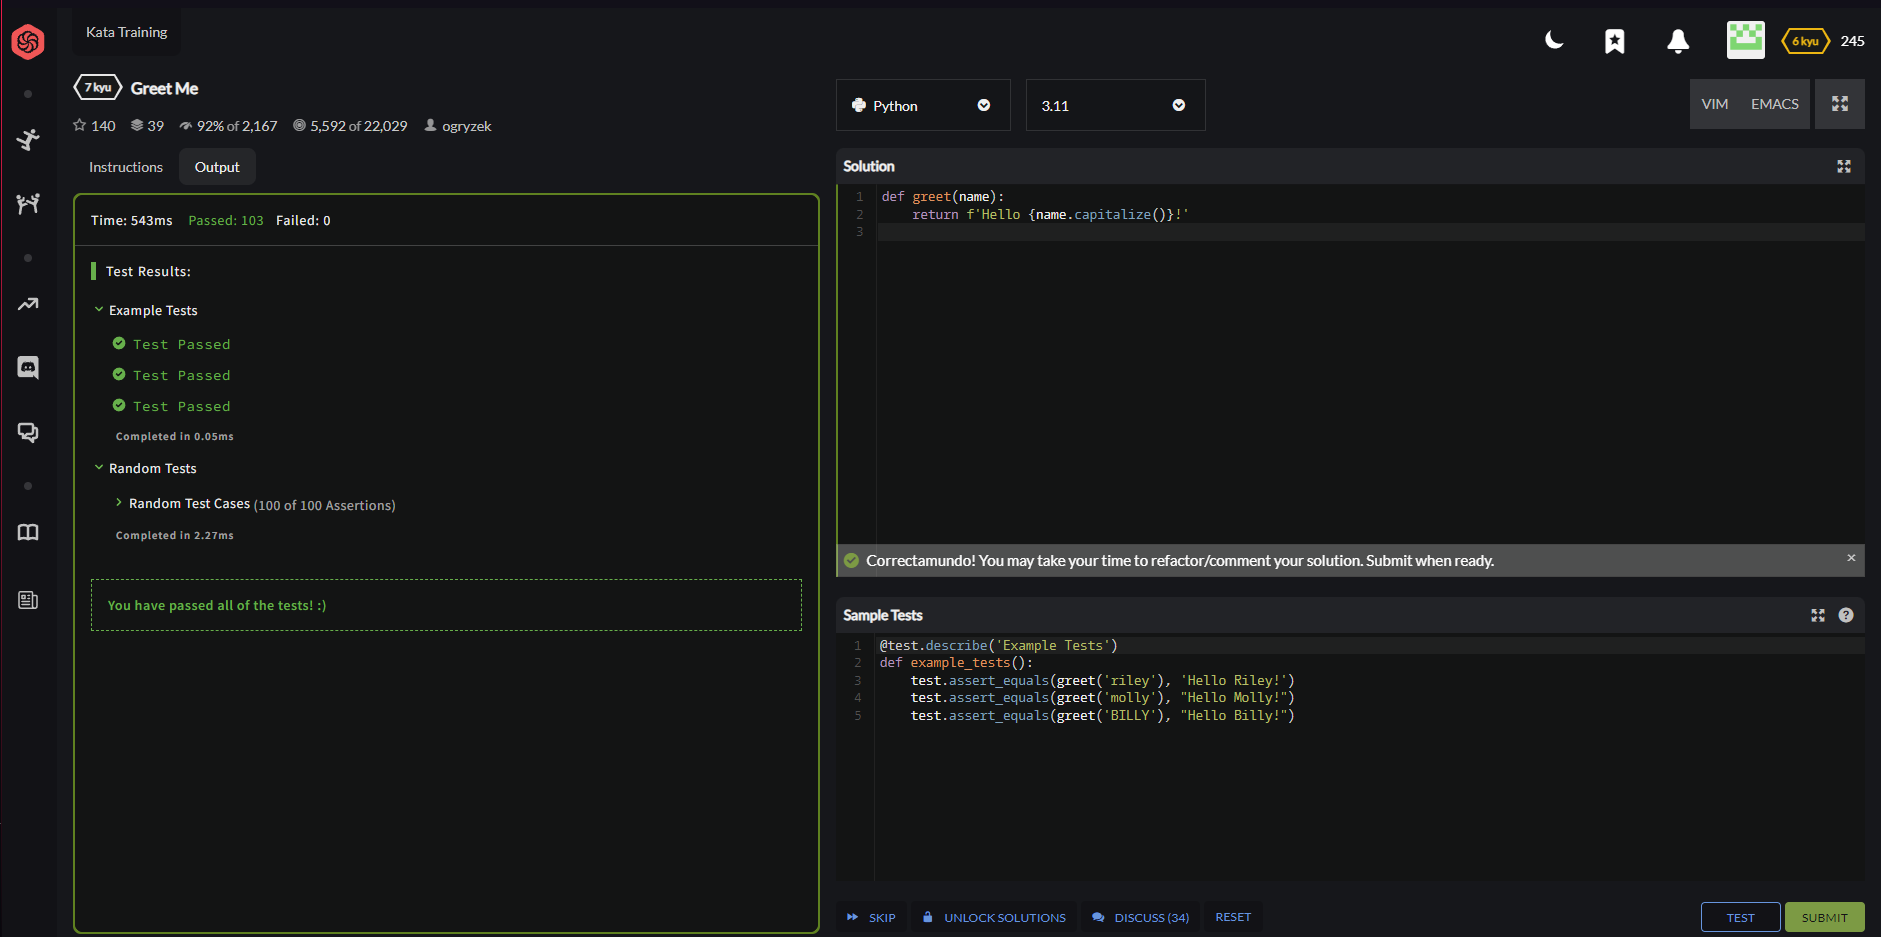 Kata Training
6 kyu 245
7 kyu Greet Me
140 39 92% of 2,167 5,592 of 22,029 ogryzek
Instructions Output
Time: 543ms Passed: 103 Failed: 0
Test Results:
Example Tests
Test Passed
Test Passed
Test Passed
Completed in 0.05ms
Random Tests
Random Test Cases (100 of 100 Assertions)
Completed in 2.27ms
You have passed all of the tests! :)
Python 3.11 VIM EMACS
Solution
1 def greet(name):
2     return f'Hello {name.capitalize()}!'
3
Correctamundo! You may take your time to refactor/comment your solution. Submit when ready. ×
Sample Tests ?
1 @test.describe('Example Tests')
2 def example_tests():
3     test.assert_equals(greet('riley'), 'Hello Riley!')
4     test.assert_equals(greet('molly'), "Hello Molly!")
5     test.assert_equals(greet('BILLY'), "Hello Billy!")
SKIP UNLOCK SOLUTIONS DISCUSS (34) RESET TEST SUBMIT